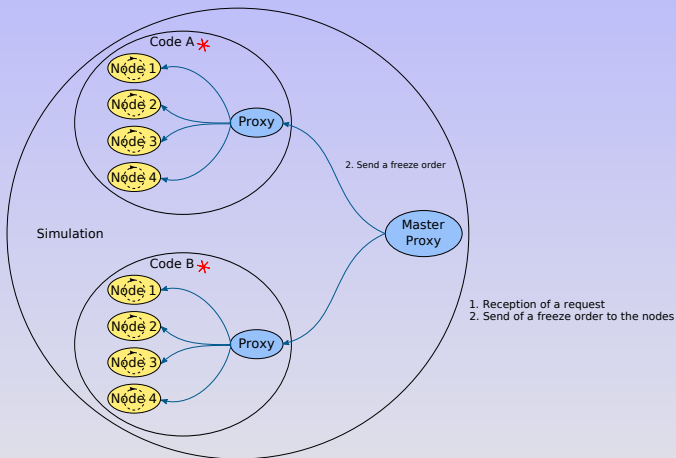 Code A
Node 1
Node 2
Node 3
Node 4
Proxy
2. Send a freeze order
Simulation
Master
Proxy
Code B
Node 1
Node 2
Node 3
Node 4
Proxy
1. Reception of a request
2. Send of a freeze order to the nodes